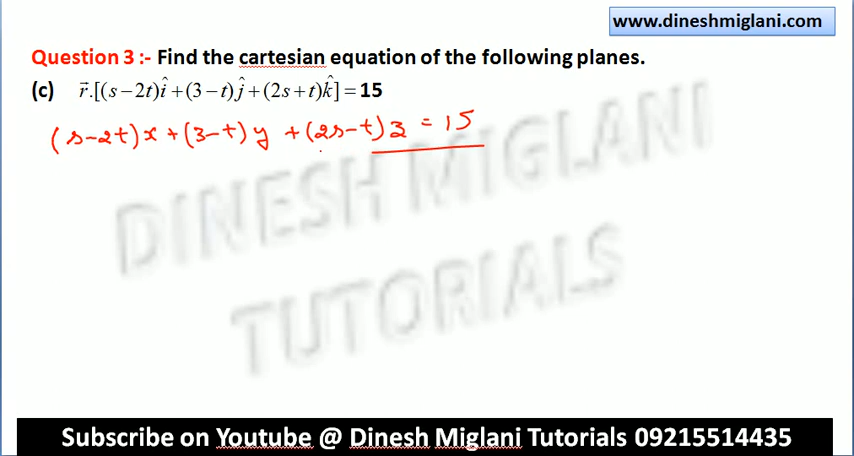 www.dineshmiglani.com
Question 3 :- Find the cartesian equation of the following planes.
(c) r⃗.[(s−2t)î+(3−t)ĵ+(2s+t)k̂]=15
(s-2t)x+(3-t)y+(2s-t)z=15
DINESH MIGLANI
TUTORIALS
Subscribe on Youtube @ Dinesh Miglani Tutorials 09215514435